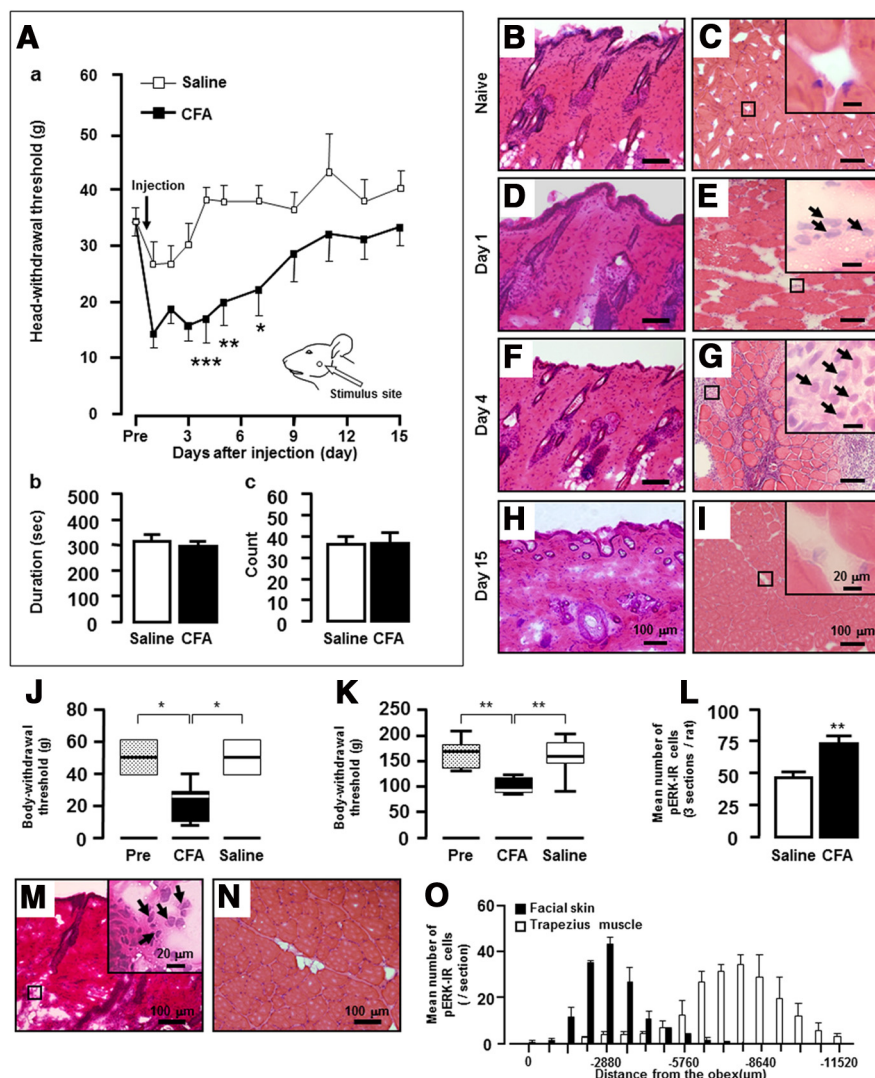 A
a
Head-withdrawal threshold (g)
60
50
40
30
20
10
0
Saline
CFA
Injection
***
**
*
Stimulus site
Pre
3
6
9
12
15
Days after injection (day)
b
Duration (sec)
500
400
300
200
100
0
Saline
CFA
c
Count
60
50
40
30
20
10
0
Saline
CFA
Naive
B
C
Day 1
D
E
Day 4
F
G
Day 15
H
100 μm
I
20 μm
100 μm
J
Body-withdrawal
threshold (g)
80
60
40
20
0
*
*
Pre
CFA
Saline
K
Body-withdrawal
threshold (g)
250
200
150
100
50
0
**
**
Pre
CFA
Saline
L
Mean number of
pERK-IR cells
(3 sections / rat)
100
75
50
25
0
**
Saline
CFA
M
20 μm
100 μm
N
100 μm
O
Mean number of
pERK-IR cells
(/ section)
60
40
20
0
Facial skin
Trapezius muscle
0
-2880
-5760
-8640
-11520
Distance from the obex(μm)